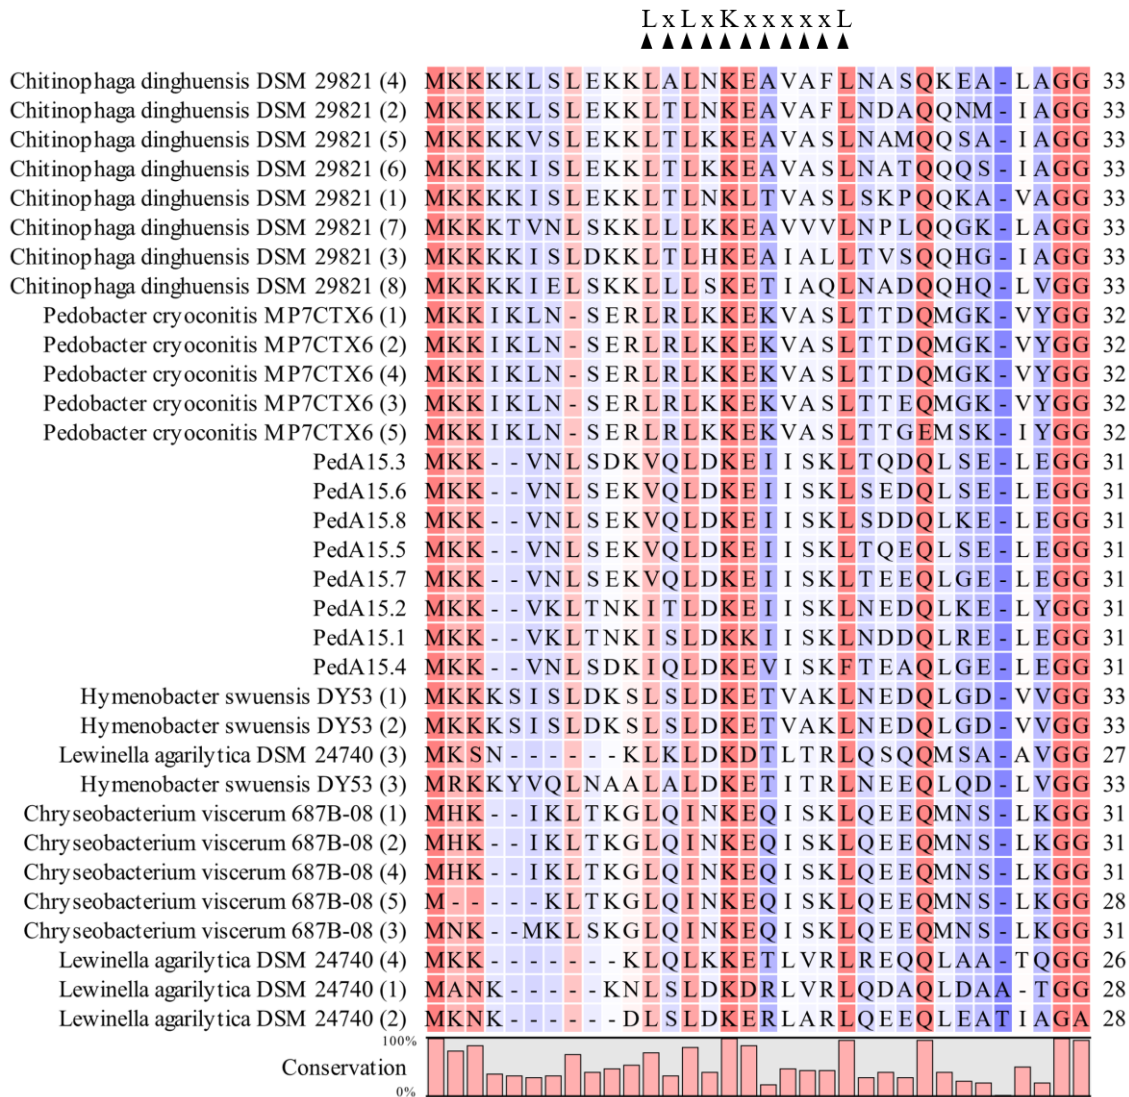 LxLxKxxxxxL
Chitinophaga dinghuensis DSM 29821 (4) MKKKKLSLEKKLALNKEAVAFLNASQKEA-LAGG 33
Chitinophaga dinghuensis DSM 29821 (2) MKKKKLSLEKKLTLNKEAVAFLNDAQQNM-IAGG 33
Chitinophaga dinghuensis DSM 29821 (5) MKKKKVSLEKKLTLKKEAVASLNAMQQSA-IAGG 33
Chitinophaga dinghuensis DSM 29821 (6) MKKKKISLEKKLTLKKEAVASLNATQQQS-IAGG 33
Chitinophaga dinghuensis DSM 29821 (1) MKKKKISLEKKLTLNKLTVASLSKPQQKA-VAGG 33
Chitinophaga dinghuensis DSM 29821 (7) MKKKTVNLSKKLLLKKEAVVVLNPLQQGK-LAGG 33
Chitinophaga dinghuensis DSM 29821 (3) MKKKKISLDKKLTLHKEAIALLTVSQQHG-IAGG 33
Chitinophaga dinghuensis DSM 29821 (8) MKKKKIELSKKLLLSKETIAQLNADQQHQ-LVGG 33
Pedobacter cryoconitis MP7CTX6 (1) MKKIKLN-SERLRLKKEKVASLTTDQMGK-VYGG 32
Pedobacter cryoconitis MP7CTX6 (2) MKKIKLN-SERLRLKKEKVASLTTDQMGK-VYGG 32
Pedobacter cryoconitis MP7CTX6 (4) MKKIKLN-SERLRLKKEKVASLTTDQMGK-VYGG 32
Pedobacter cryoconitis MP7CTX6 (3) MKKIKLN-SERLRLKKEKVASLTTEQMGK-VYGG 32
Pedobacter cryoconitis MP7CTX6 (5) MKKIKLN-SERLRLKKEKVASLTTGEMSK-IYGG 32
PedA15.3 MKK--VNLSDKVQLDKEIISKLTQDQLSE-LEGG 31
PedA15.6 MKK--VNLSEKVQLDKEIISKLSEDQLSE-LEGG 31
PedA15.8 MKK--VNLSEKVQLDKEIISKLSDDQLKE-LEGG 31
PedA15.5 MKK--VNLSEKVQLDKEIISKLTQEQLSE-LEGG 31
PedA15.7 MKK--VNLSEKVQLDKEIISKLTEEQLGE-LEGG 31
PedA15.2 MKK--VKLTNKITLDKEIISKLNEDQLKE-LYGG 31
PedA15.1 MKK--VKLTNKISLDKKIISKLNDDQLRE-LEGG 31
PedA15.4 MKK--VNLSDKIQLDKEVISKFTEAQLGE-LEGG 31
Hymenobacter swuensis DY53 (1) MKKKSISLDKSLSLDKETVAKLNEDQLGD-VVGG 33
Hymenobacter swuensis DY53 (2) MKKKSISLDKSLSLDKETVAKLNEDQLGD-VVGG 33
Lewinella agarilytica DSM 24740 (3) MKSN------KLKLDKDTLTRLQSQQMSA-AVGG 27
Hymenobacter swuensis DY53 (3) MRKKYVQLNAALALDKETITRLNEEQLQD-LVGG 33
Chryseobacterium viscerum 687B-08 (1) MHK--IKLTKGLQINKEQISKLQEEQMNS-LKGG 31
Chryseobacterium viscerum 687B-08 (2) MHK--IKLTKGLQINKEQISKLQEEQMNS-LKGG 31
Chryseobacterium viscerum 687B-08 (4) MHK--IKLTKGLQINKEQISKLQEEQMNS-LKGG 31
Chryseobacterium viscerum 687B-08 (5) M-----KLTKGLQINKEQISKLQEEQMNS-LKGG 28
Chryseobacterium viscerum 687B-08 (3) MNK--MKLSKGLQINKEQISKLQEEQMNS-LKGG 31
Lewinella agarilytica DSM 24740 (4) MKK-------KLQLKKETLVRLREQQLAA-TQGG 26
Lewinella agarilytica DSM 24740 (1) MANK-----KNLSLDKDRLVRLQDAQLDAA-TGG 28
Lewinella agarilytica DSM 24740 (2) MKNK------DLSLDKERLARLQEEQLEATIAGA 28
100%
Conservation
0%